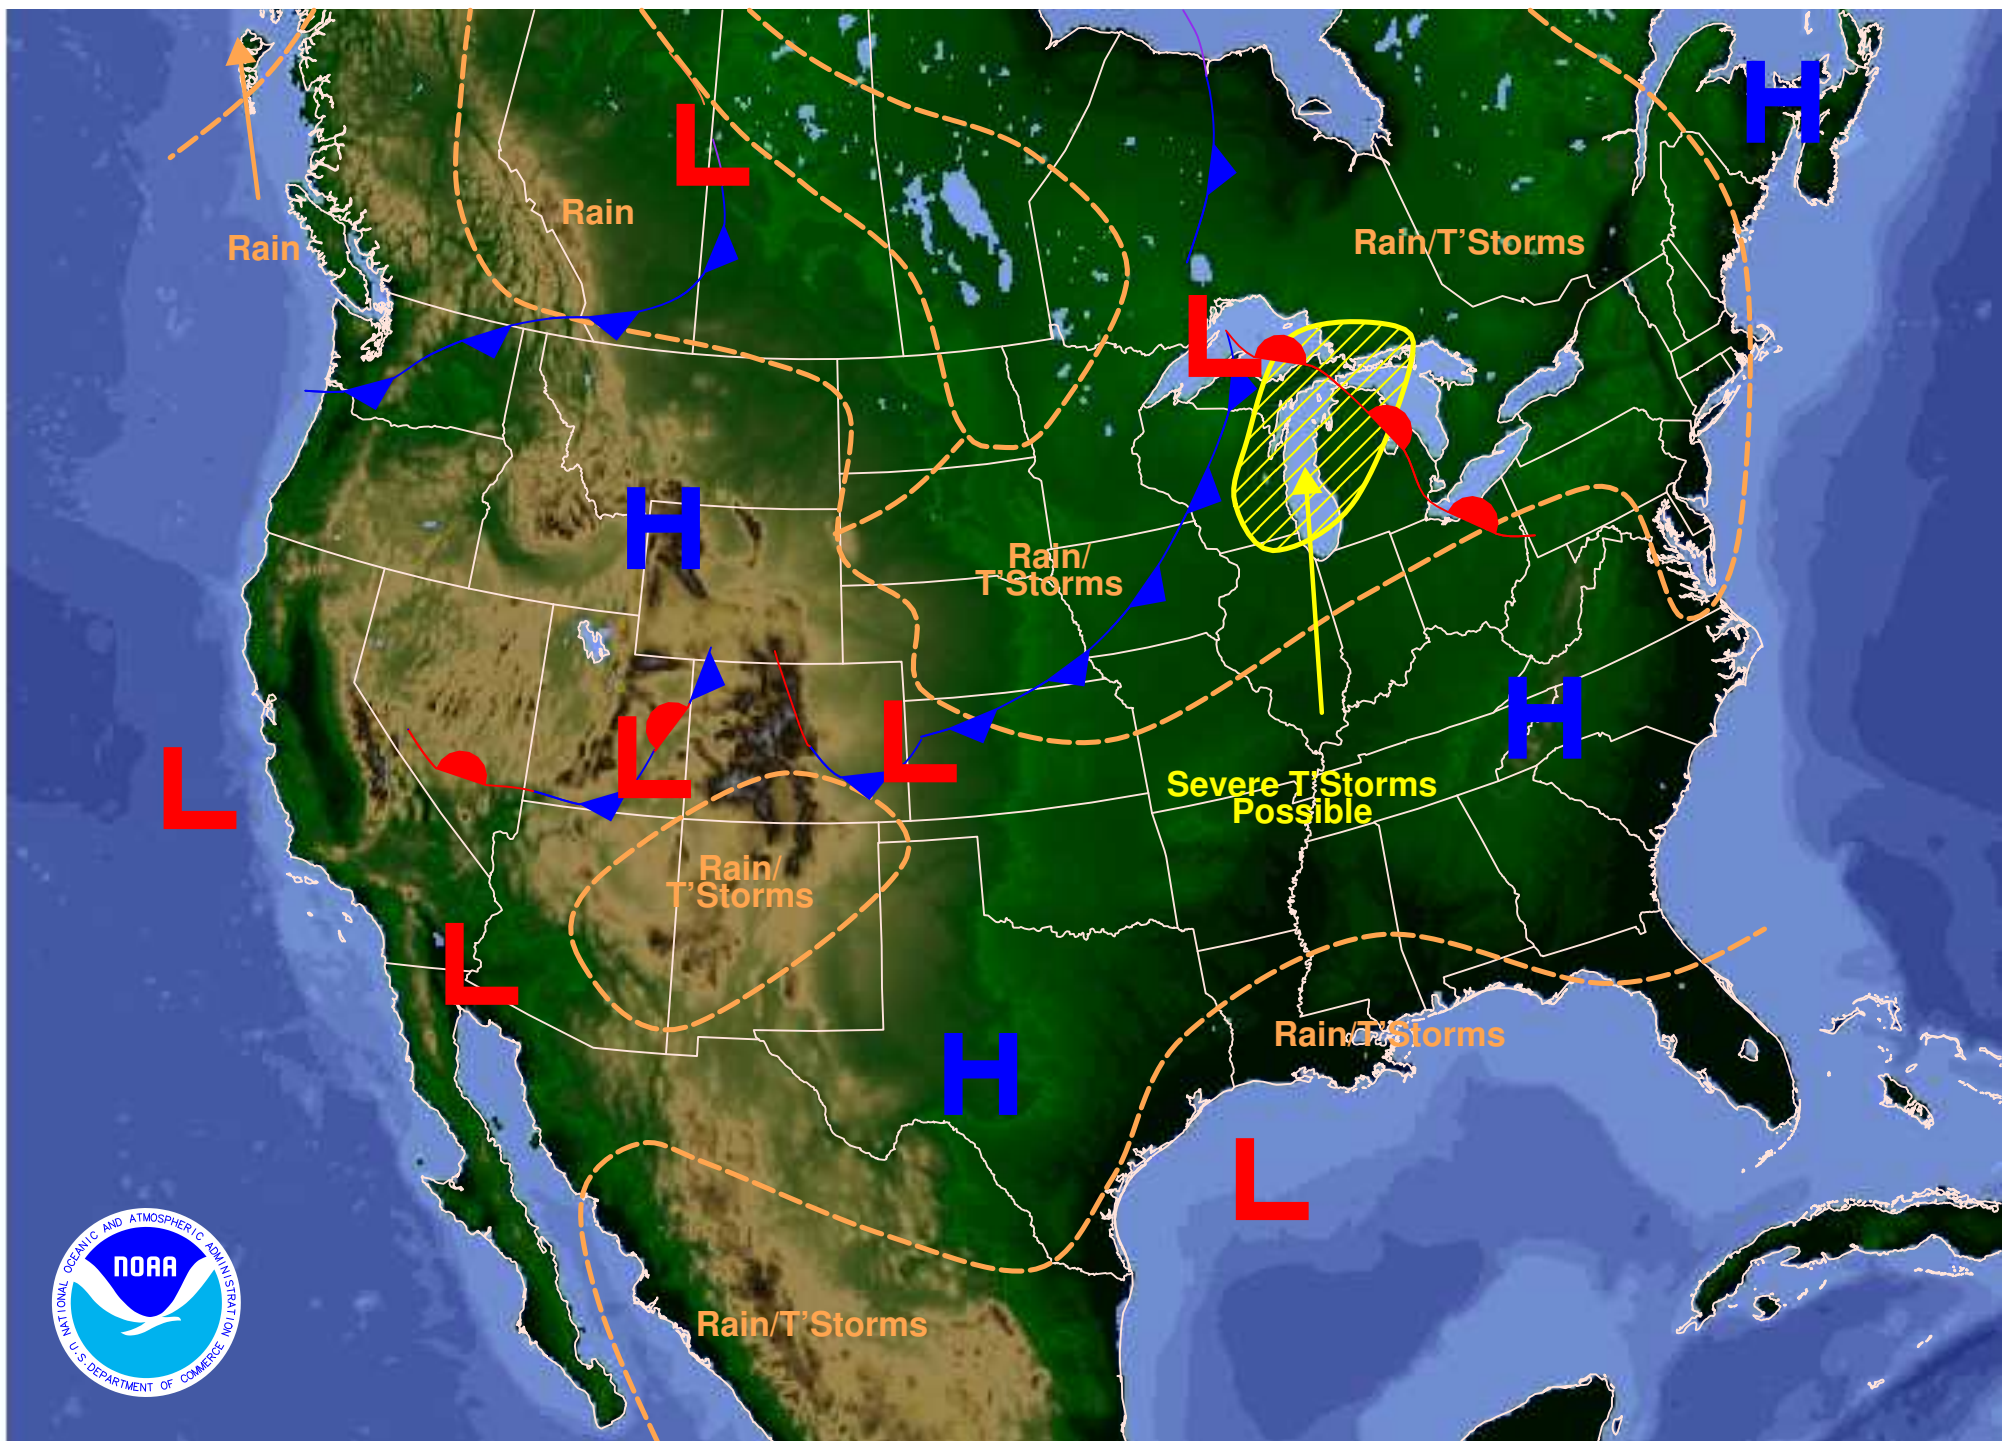 H
L
Rain
Rain
Rain/T'Storms
L
H
Rain/
T'Storms
H
L
L
L
Severe T'Storms
Possible
Rain/
T'Storms
L
Rain/T'Storms
H
L
Rain/T'Storms
NATIONAL OCEANIC AND ATMOSPHERIC ADMINISTRATION
NOAA
U.S. DEPARTMENT OF COMMERCE